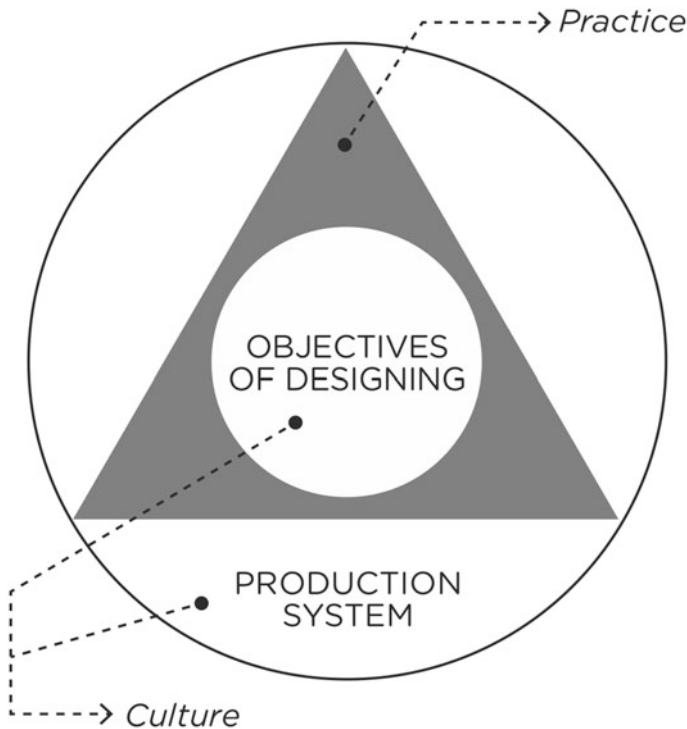 Practice
OBJECTIVES
OF DESIGNING
PRODUCTION
SYSTEM
Culture